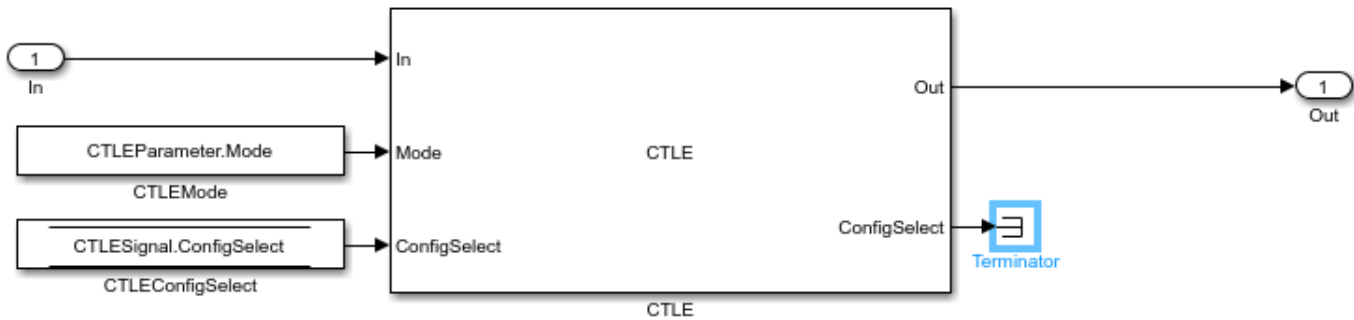 1
In
In
Out
1
Out
CTLEParameter.Mode
Mode
CTLE
CTLEMode
CTLESignal.ConfigSelect
ConfigSelect
ConfigSelect
Terminator
CTLEConfigSelect
CTLE